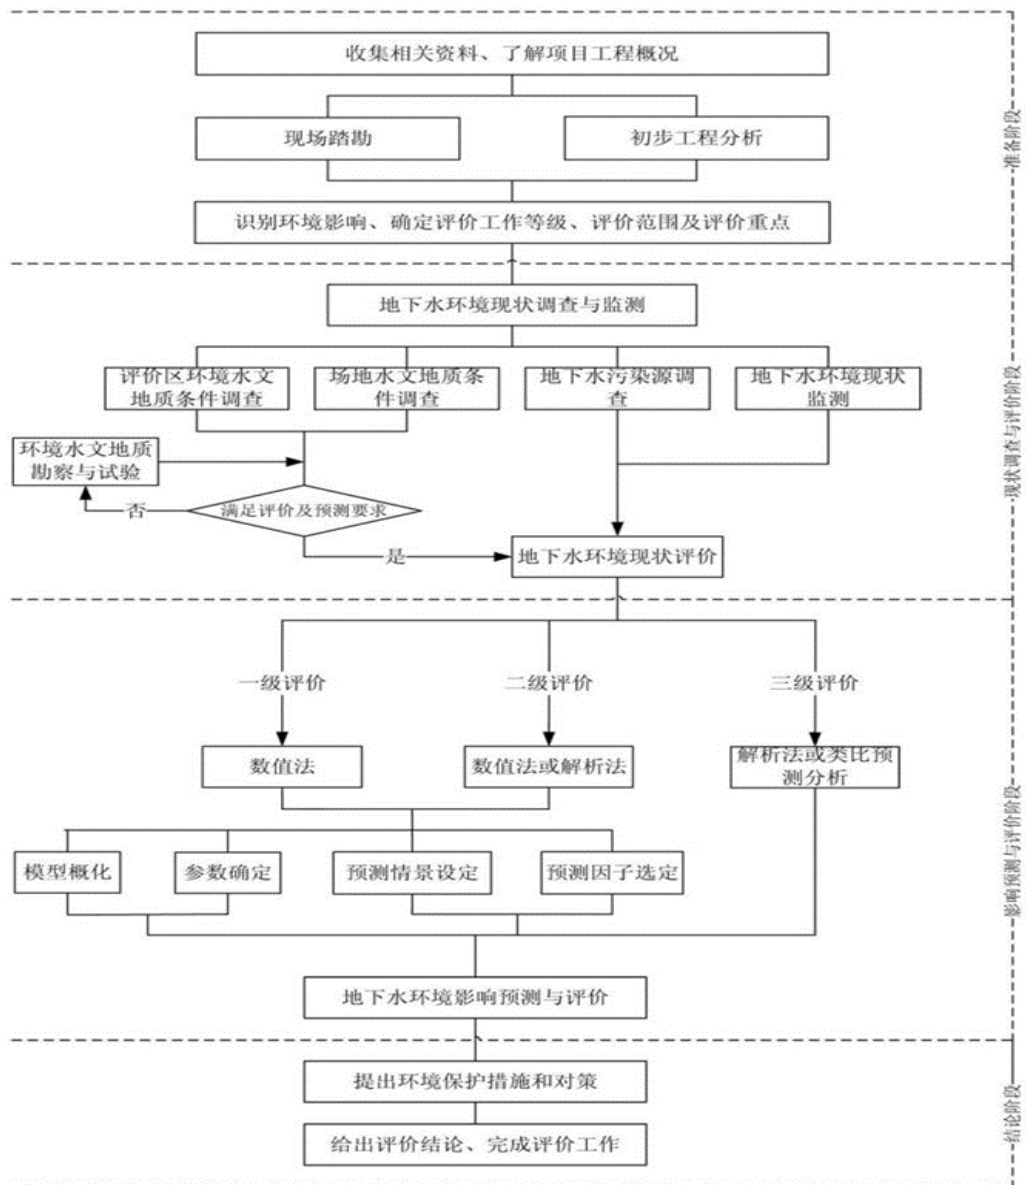 收集相关资料、了解项目工程概况
现场踏勘
初步工程分析
识别环境影响、确定评价工作等级、评价范围及评价重点
准备阶段
地下水环境现状调查与监测
评价区环境水文
地质条件调查
场地水文地质条
件调查
地下水污染源调
查
地下水环境现状
监测
环境水文地质
勘察与试验
满足评价及预测要求
否
是
地下水环境现状评价
现状调查与评价阶段
一级评价
二级评价
三级评价
数值法
数值法或解析法
解析法或类比预
测分析
模型概化
参数确定
预测情景设定
预测因子选定
地下水环境影响预测与评价
影响预测与评价阶段
提出环境保护措施和对策
给出评价结论、完成评价工作
结论阶段